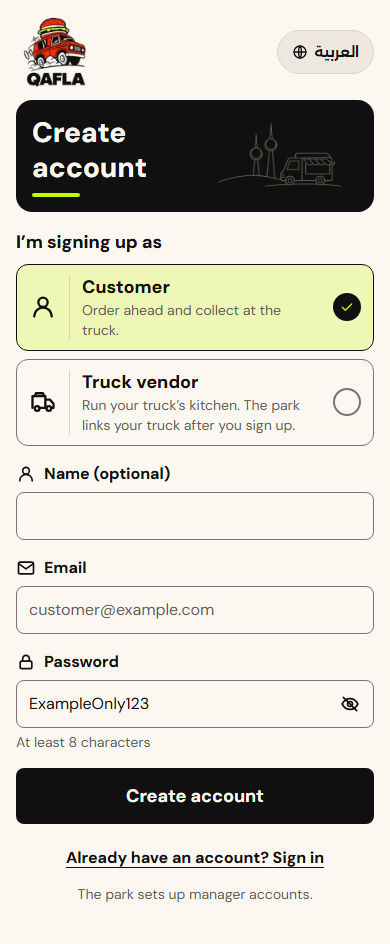 QAFLA
العربية
Create
account
I'm signing up as
Customer
Order ahead and collect at the
truck.
Truck vendor
Run your truck's kitchen. The park
links your truck after you sign up.
Name (optional)
Email
customer@example.com
Password
ExampleOnly123
At least 8 characters
Create account
Already have an account? Sign in
The park sets up manager accounts.